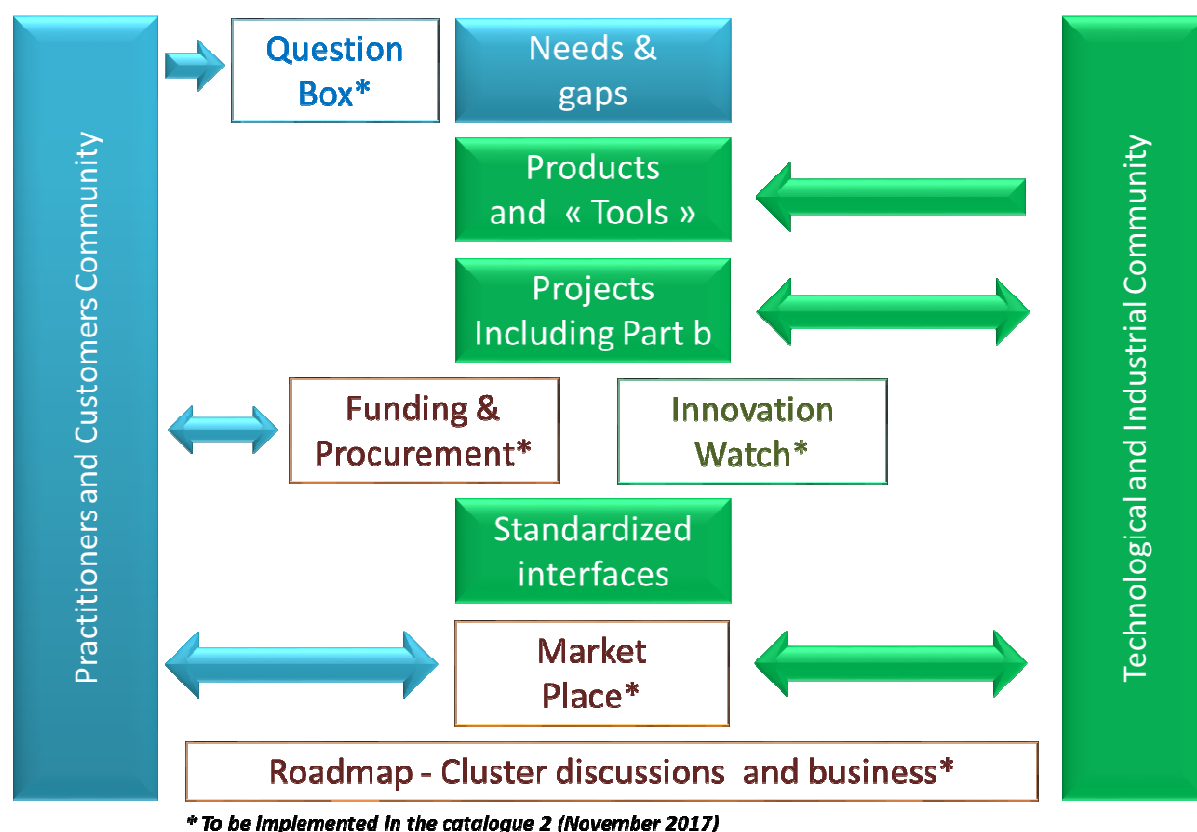 Practitioners and Customers Community
Question
Box*
Needs &
gaps
Products
and « Tools »
Projects
Including Part b
Funding &
Procurement*
Innovation
Watch*
Standardized
interfaces
Market
Place*
Roadmap - Cluster discussions and business*
* To be implemented in the catalogue 2 (November 2017)
Technological and Industrial Community